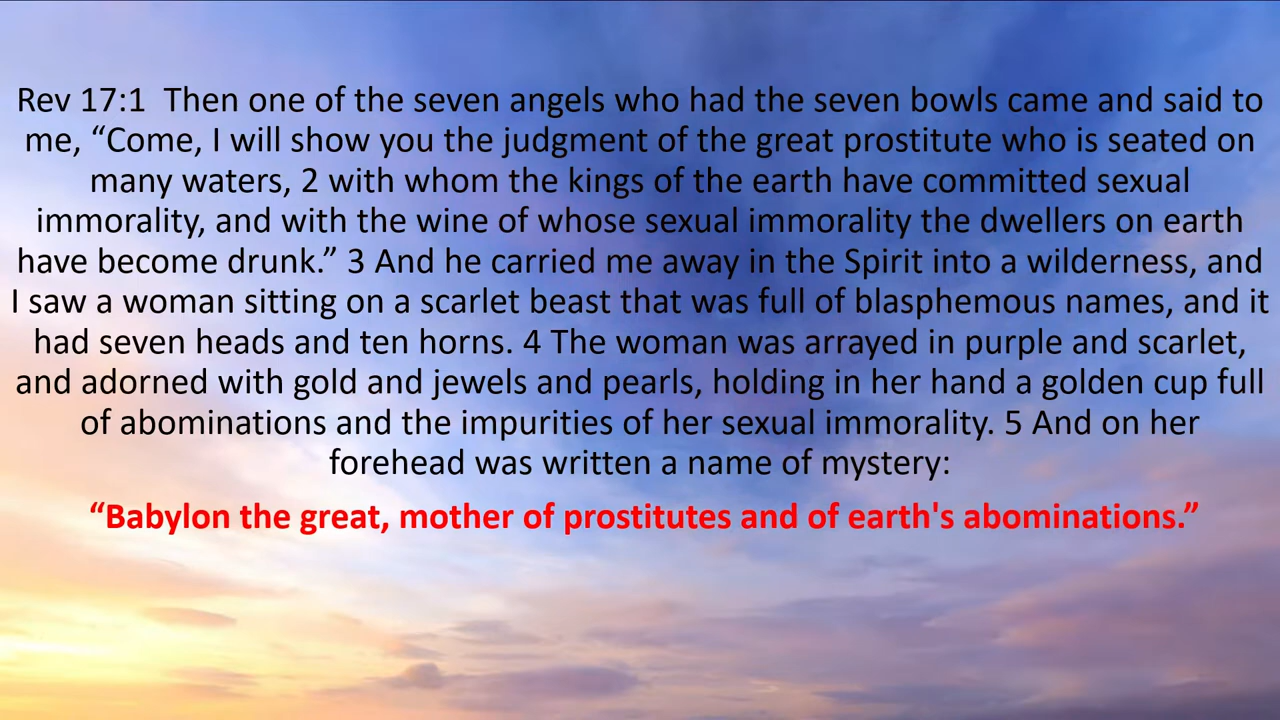 Rev 17:1  Then one of the seven angels who had the seven bowls came and said to
me, “Come, I will show you the judgment of the great prostitute who is seated on
many waters, 2 with whom the kings of the earth have committed sexual
immorality, and with the wine of whose sexual immorality the dwellers on earth
have become drunk.” 3 And he carried me away in the Spirit into a wilderness, and
I saw a woman sitting on a scarlet beast that was full of blasphemous names, and it
had seven heads and ten horns. 4 The woman was arrayed in purple and scarlet,
and adorned with gold and jewels and pearls, holding in her hand a golden cup full
of abominations and the impurities of her sexual immorality. 5 And on her
forehead was written a name of mystery:
“Babylon the great, mother of prostitutes and of earth's abominations.”